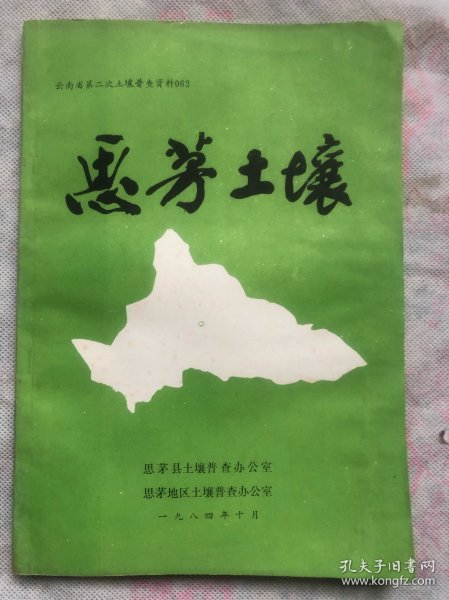 云南省第二次土壤普查资料062
思茅土壤
思茅县土壤普查办公室
思茅地区土壤普查办公室
一九八四年十月
孔夫子旧书网
www.kongfz.com